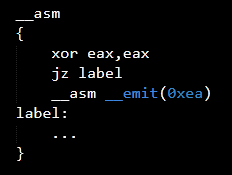 __asm
{
xor eax,eax
jz label
__asm __emit(0xea)
label:
...
}